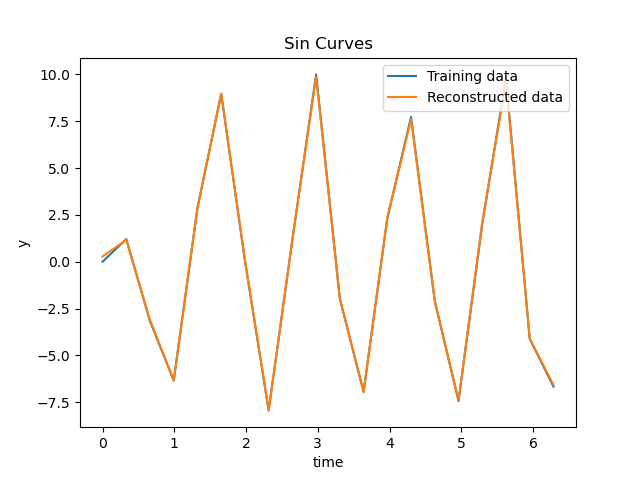 Sin Curves
Training data
Reconstructed data
y
10.0
7.5
5.0
2.5
0.0
−2.5
−5.0
−7.5
0 1 2 3 4 5 6
time